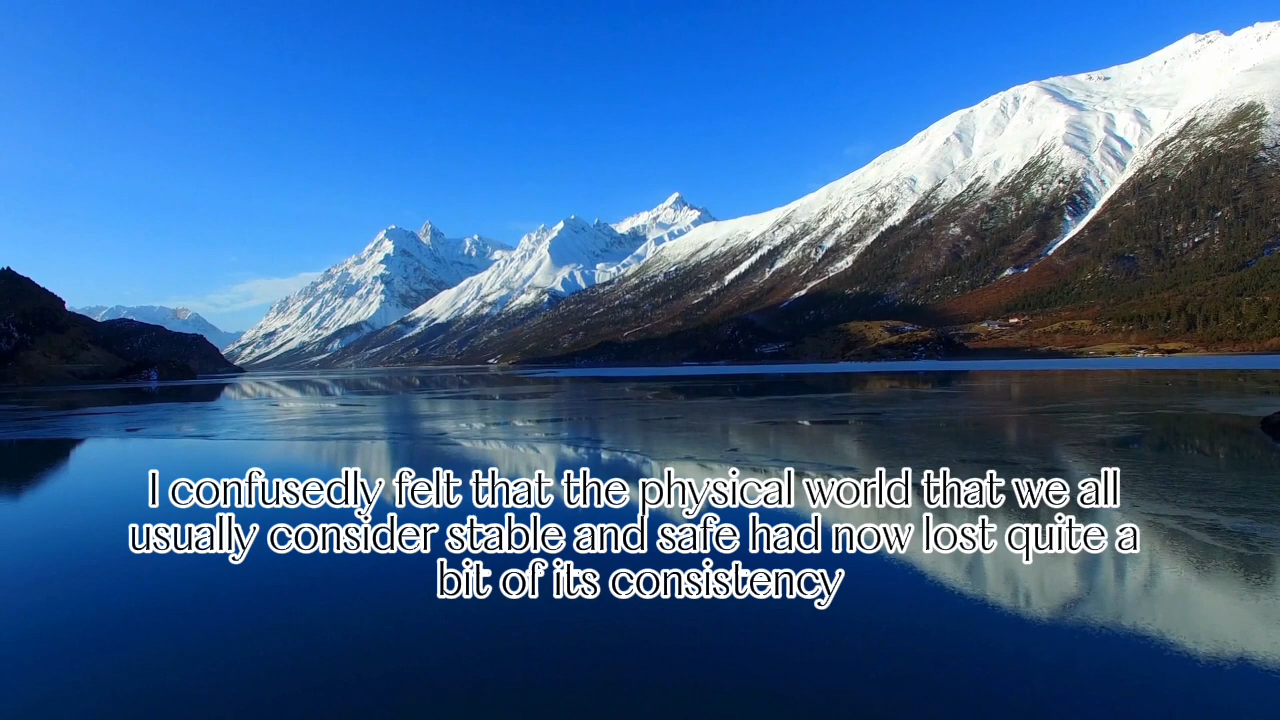 I confusedly felt that the physical world that we all
usually consider stable and safe had now lost quite a
bit of its consistency